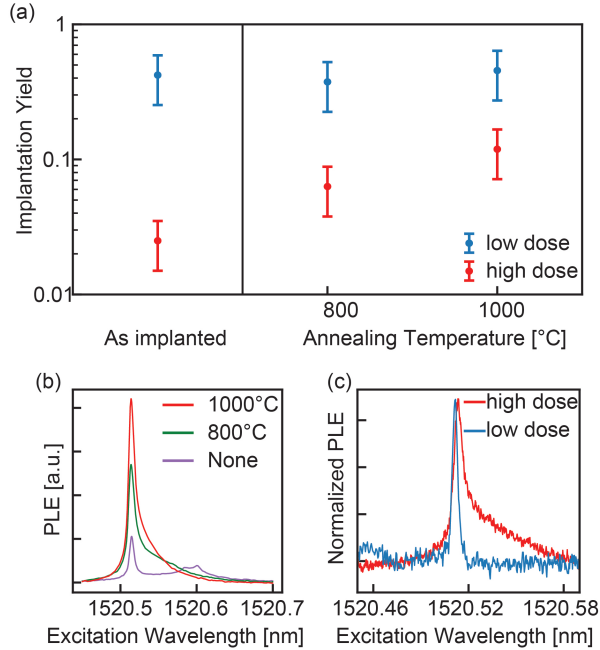 (a)
Implantation Yield
1
0.1
0.01
low dose
high dose
800
1000
As implanted
Annealing Temperature [°C]
(b)
PLE [a.u.]
1000°C
800°C
None
1520.5
1520.6
1520.7
Excitation Wavelength [nm]
(c)
Normalized PLE
high dose
low dose
1520.46
1520.52
1520.58
Excitation Wavelength [nm]